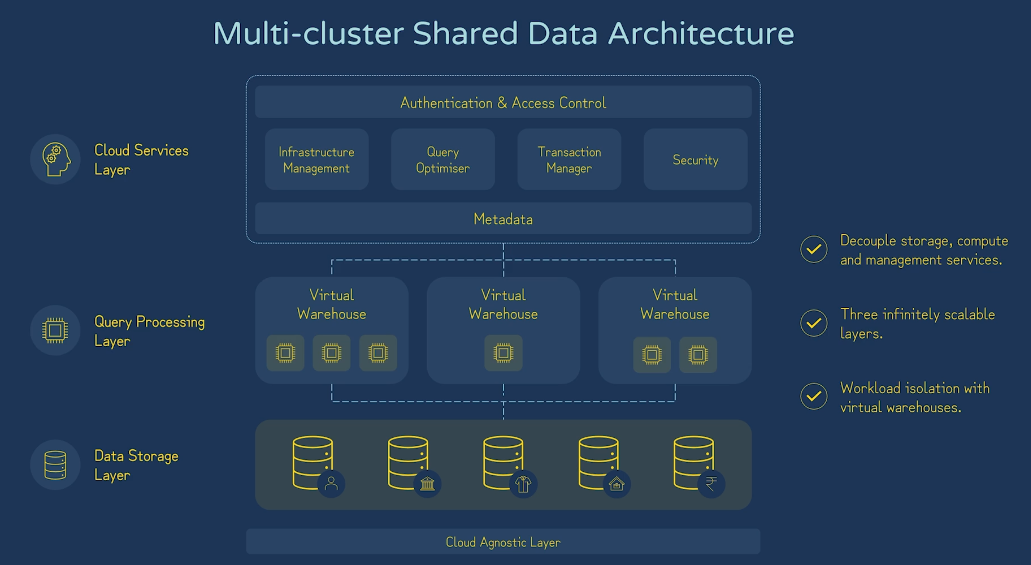 Multi-cluster Shared Data Architecture
Cloud Services
Layer
Authentication & Access Control
Infrastructure
Management
Query
Optimiser
Transaction
Manager
Security
Metadata
Query Processing
Layer
Virtual
Warehouse
Virtual
Warehouse
Virtual
Warehouse
Data Storage
Layer
₹
Cloud Agnostic Layer
Decouple storage, compute
and management services.
Three infinitely scalable
layers.
Workload isolation with
virtual warehouses.